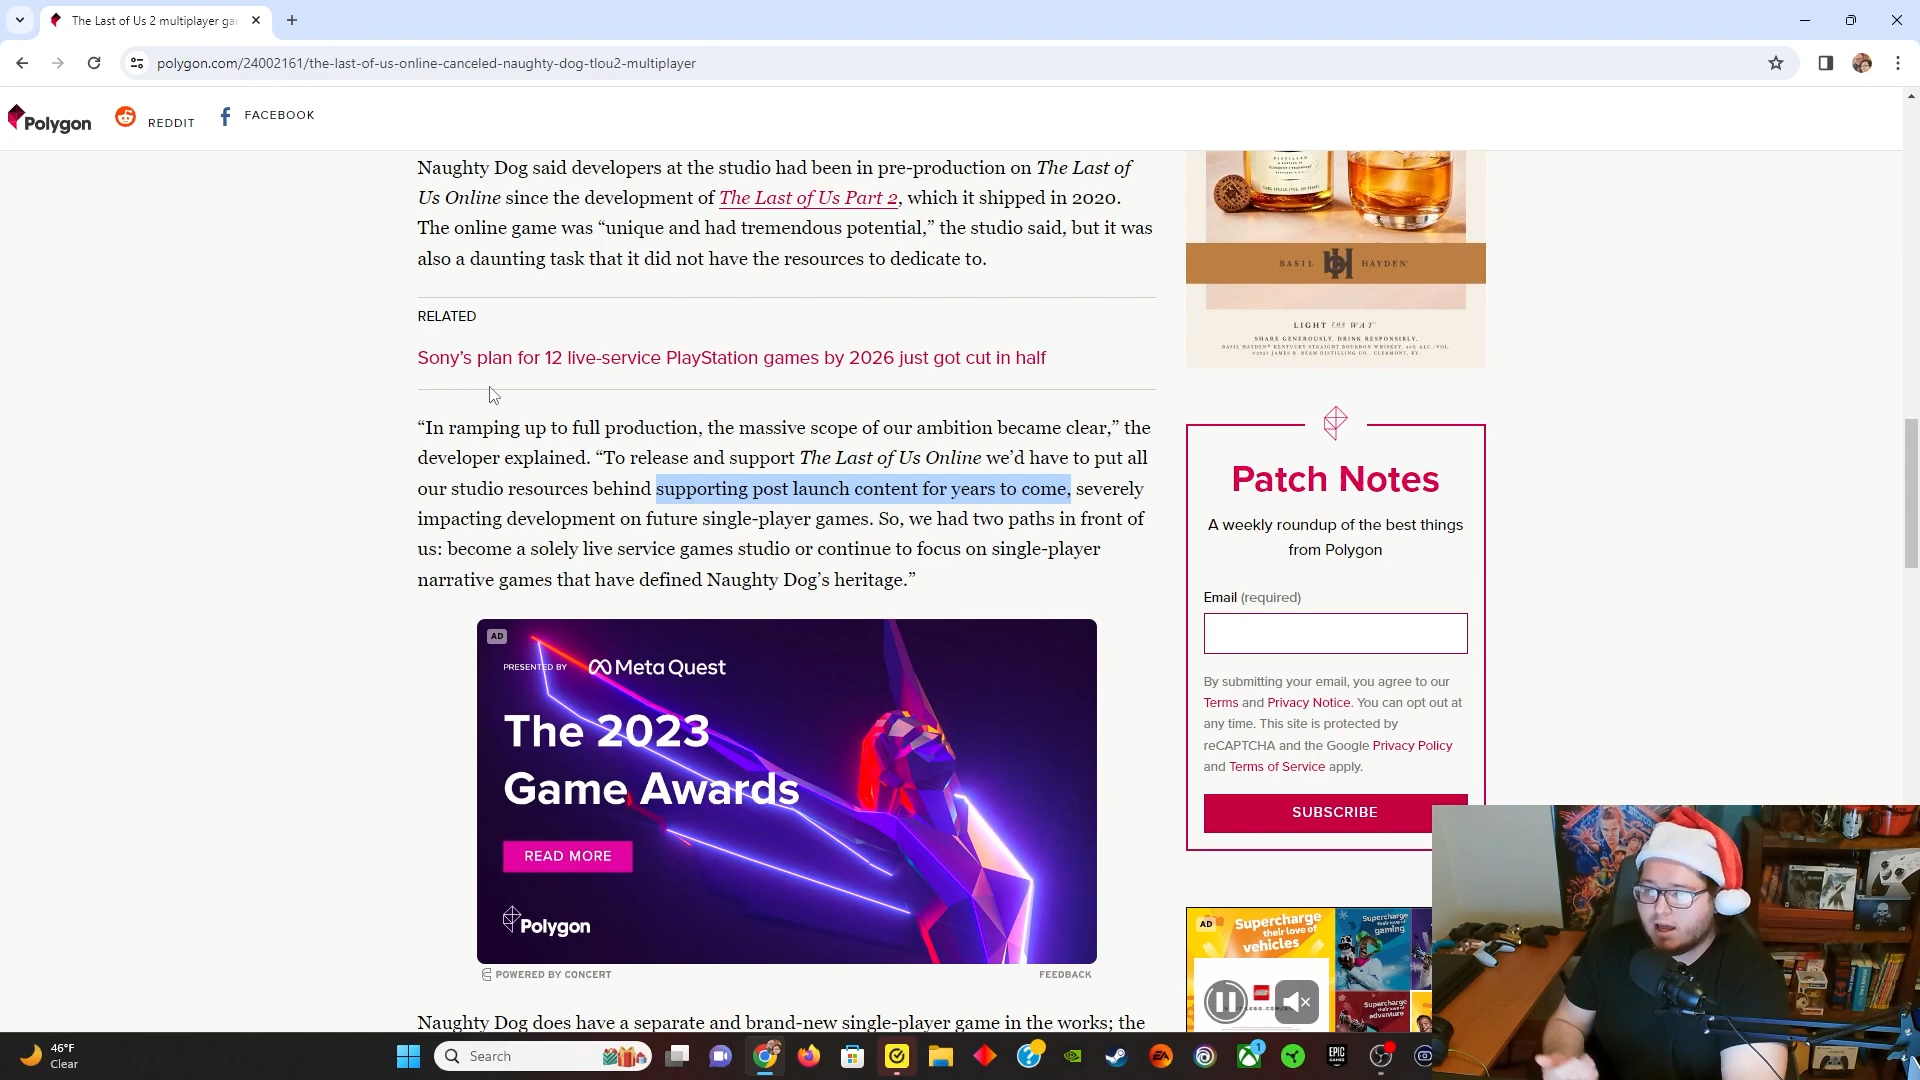 The Last of Us 2 multiplayer ga
polygon.com/24002161/the-last-of-us-online-canceled-naughty-dog-tlou2-multiplayer
Polygon
REDDIT
FACEBOOK
Naughty Dog said developers at the studio had been in pre-production on The Last of
Us Online since the development of The Last of Us Part 2, which it shipped in 2020.
The online game was “unique and had tremendous potential,” the studio said, but it was
also a daunting task that it did not have the resources to dedicate to.
RELATED
Sony’s plan for 12 live-service PlayStation games by 2026 just got cut in half
“In ramping up to full production, the massive scope of our ambition became clear,” the
developer explained. “To release and support The Last of Us Online we’d have to put all
our studio resources behind supporting post launch content for years to come, severely
impacting development on future single-player games. So, we had two paths in front of
us: become a solely live service games studio or continue to focus on single-player
narrative games that have defined Naughty Dog’s heritage.”
AD
PRESENTED BY Meta Quest
The 2023
Game Awards
READ MORE
Polygon
POWERED BY CONCERT
FEEDBACK
Naughty Dog does have a separate and brand-new single-player game in the works; the
DISTILLED
BASIL bH HAYDEN'
LIGHT THE WAY
SHARE GENEROUSLY. DRINK RESPONSIBLY.
BASIL HAYDEN® KENTUCKY STRAIGHT BOURBON WHISKEY, 40% ALC./VOL.
©2023 JAMES B. BEAM DISTILLING CO., CLERMONT, KY.
Patch Notes
A weekly roundup of the best things
from Polygon
Email (required)
By submitting your email, you agree to our
Terms and Privacy Notice. You can opt out at
any time. This site is protected by
reCAPTCHA and the Google Privacy Policy
and Terms of Service apply.
SUBSCRIBE
AD
Supercharge
their love of
vehicles
Supercharge
their love of
gaming
Supercharge
their love of
adventure
46°F
Clear
Search
EA
EPIC
GAMES
1